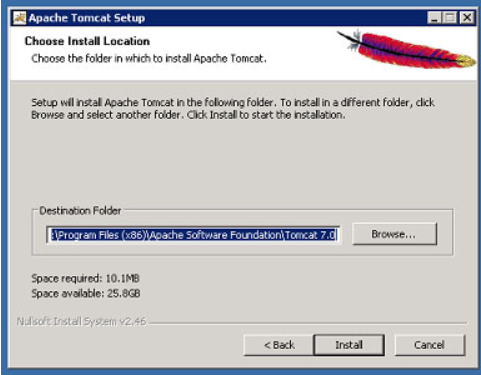 Apache Tomcat Setup
Choose Install Location
Choose the folder in which to install Apache Tomcat.
Setup will install Apache Tomcat in the following folder. To install in a different folder, click
Browse and select another folder. Click Install to start the installation.
Destination Folder
:\Program Files (x86)\Apache Software Foundation\Tomcat 7.0
Browse...
Space required: 10.1MB
Space available: 25.8GB
Nullsoft Install System v2.46
< Back
Install
Cancel